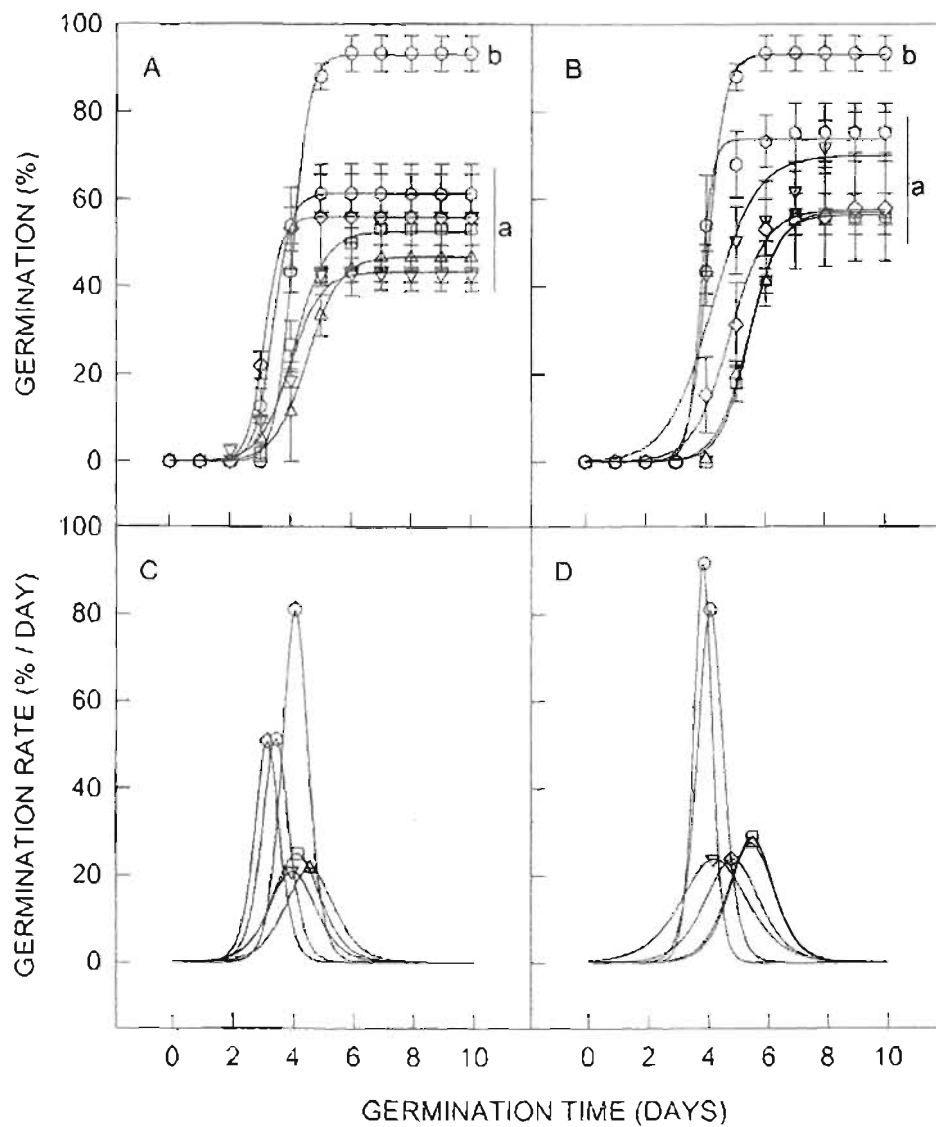 100
80
60
40
20
0
GERMINATION (%)
A
b
a
B
b
a
100
80
60
40
20
0
GERMINATION RATE (% / DAY)
C
D
0 2 4 6 8 10
0 2 4 6 8 10
GERMINATION TIME (DAYS)